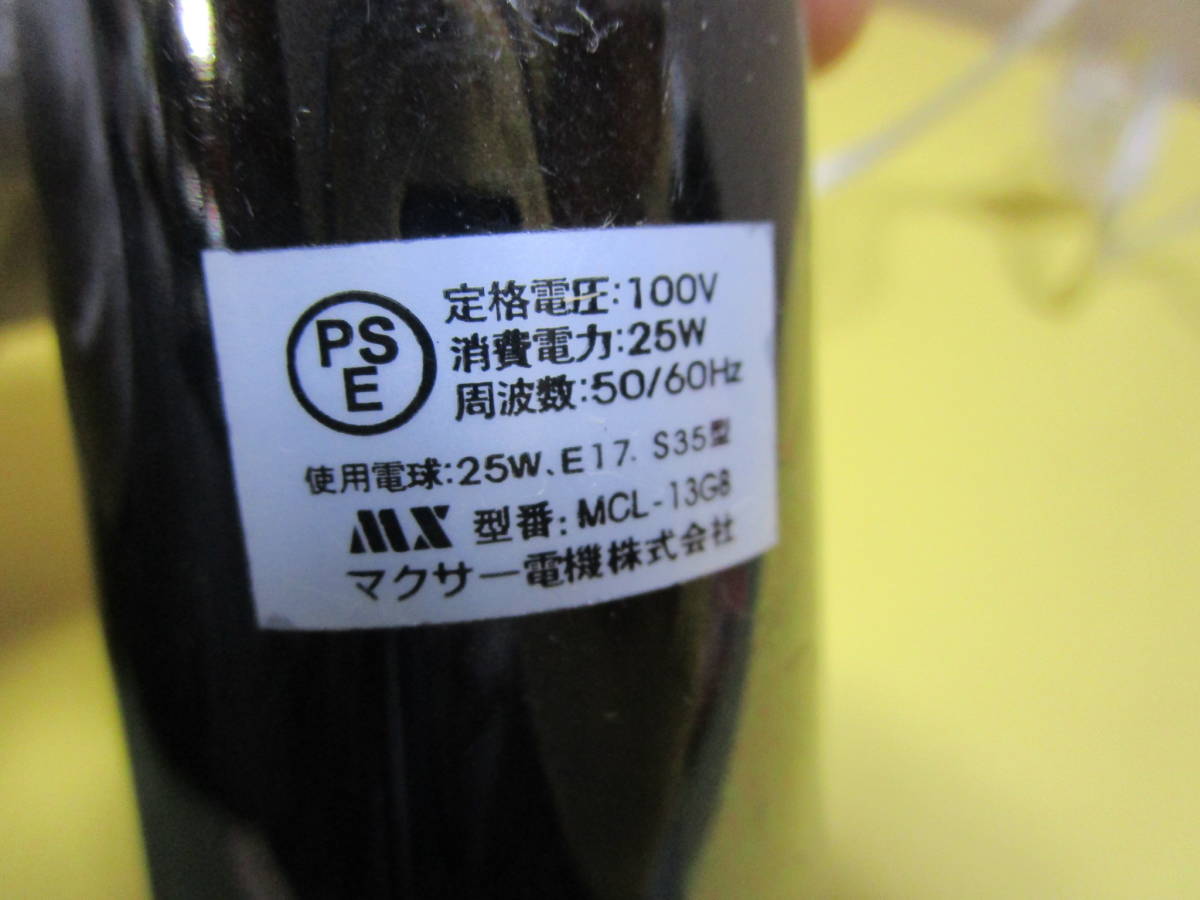 PS
E
定格電圧:100V
消費電力:25W
周波数:50/60Hz
使用電球:25W、E17. S35型
MX 型番: MCL-13GB
マクサー電機株式会社